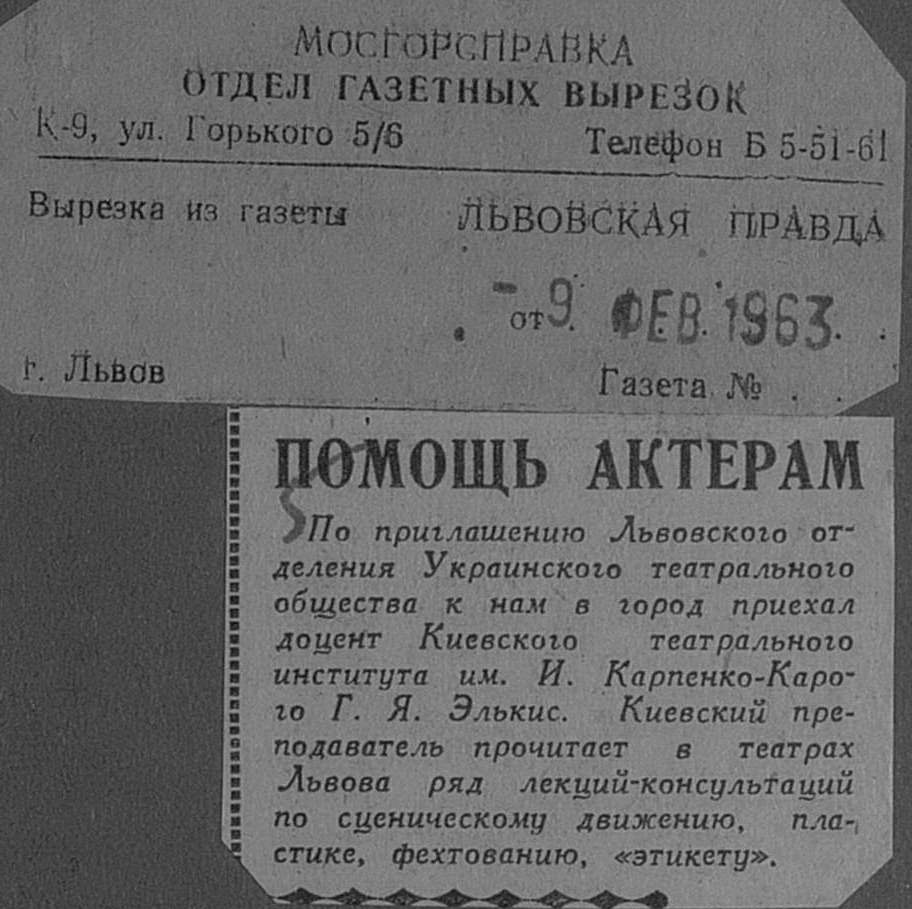 МОСГОРСПРАВКА
ОТДЕЛ ГАЗЕТНЫХ ВЫРЕЗОК
К-9, ул. Горького 5/6 Телефон Б 5-51-61
Вырезка из газеты ЛЬВОВСКАЯ ПРАВДА
от - 9. ФЕВ. 1963
г. Львов Газета № . .
ПОМОЩЬ АКТЕРАМ
По приглашению Львовского от-
деления Украинского театрального
общества к нам в город приехал
доцент Киевского театрального
института им. И. Карпенко-Каро-
го Г. Я. Элькис. Киевский пре-
подаватель прочитает в театрах
Львова ряд лекций-консультаций
по сценическому движению, пла-
стике, фехтованию, «этикету».